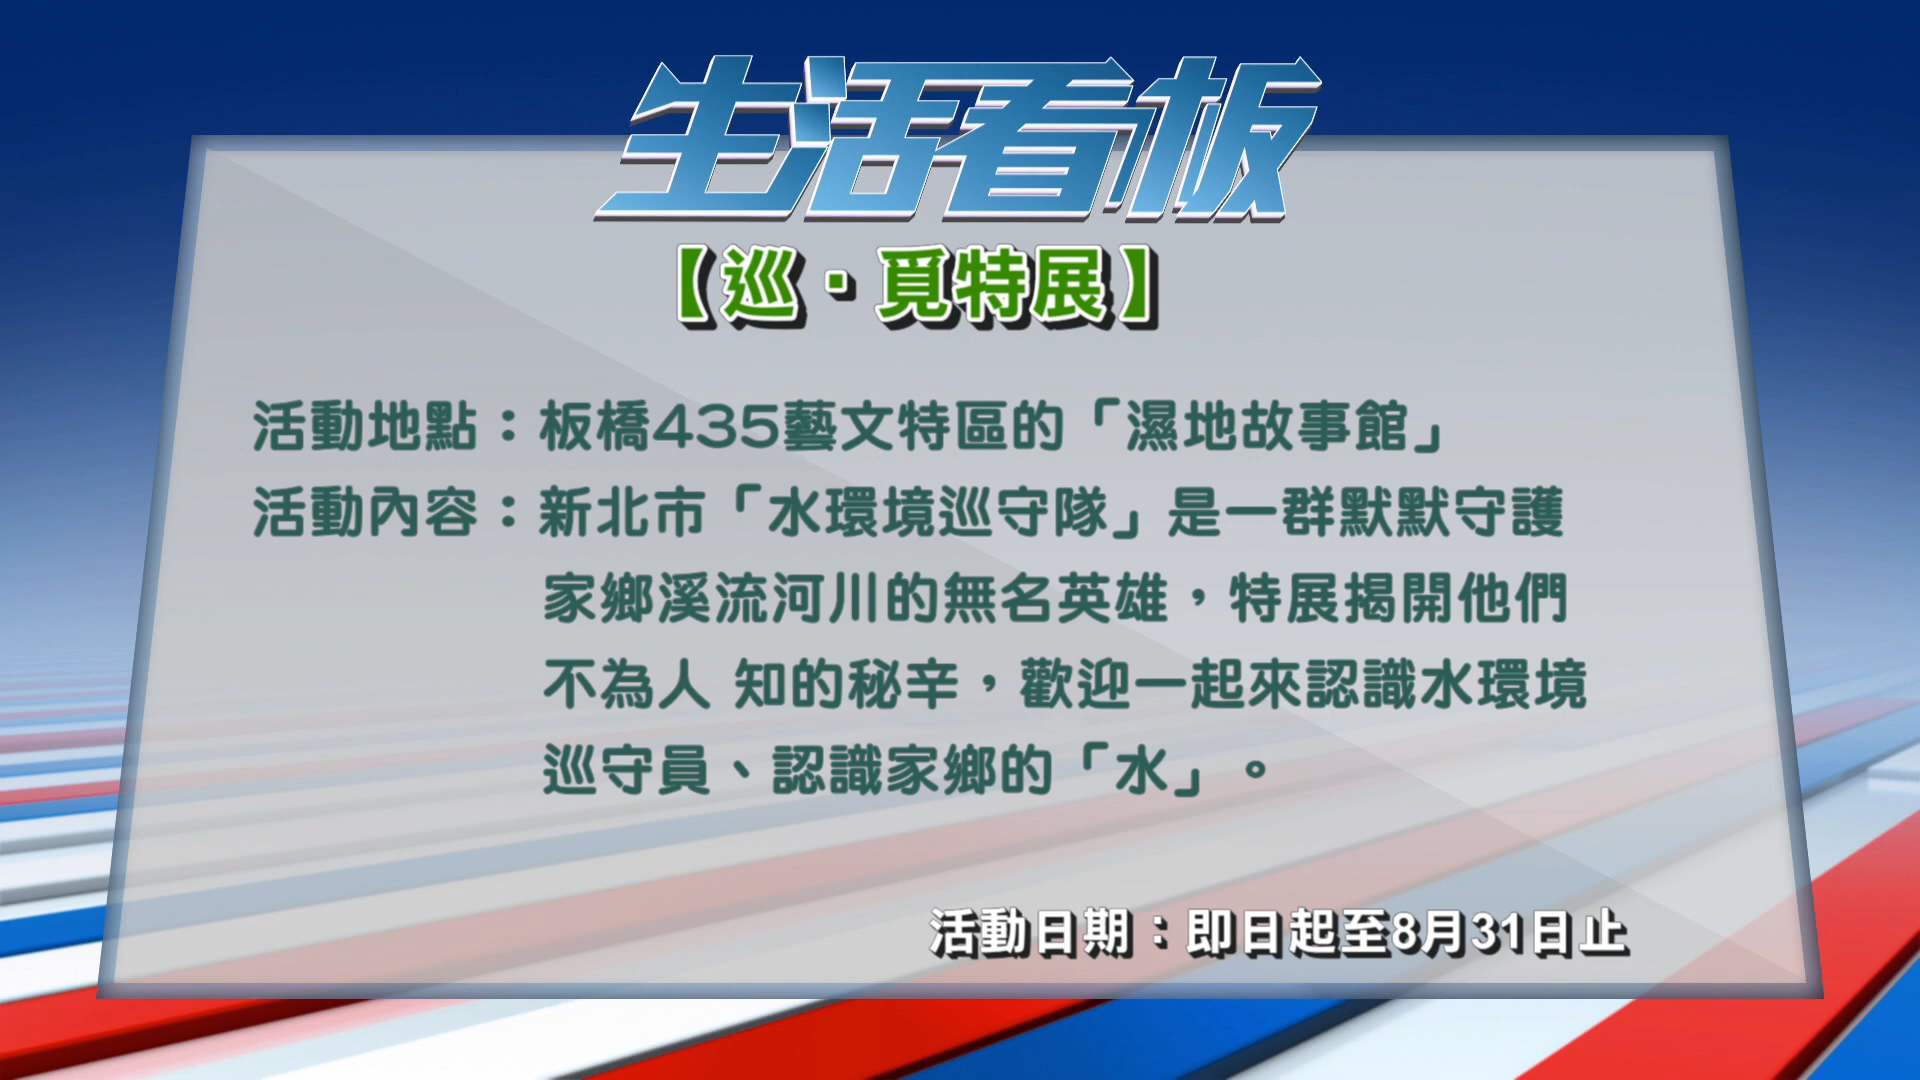 生活看板
【巡・覓特展】
活動地點：板橋435藝文特區的「濕地故事館」
活動內容：新北市「水環境巡守隊」是一群默默守護
家鄉溪流河川的無名英雄，特展揭開他們
不為人 知的秘辛，歡迎一起來認識水環境
巡守員、認識家鄉的「水」。
活動日期：即日起至8月31日止